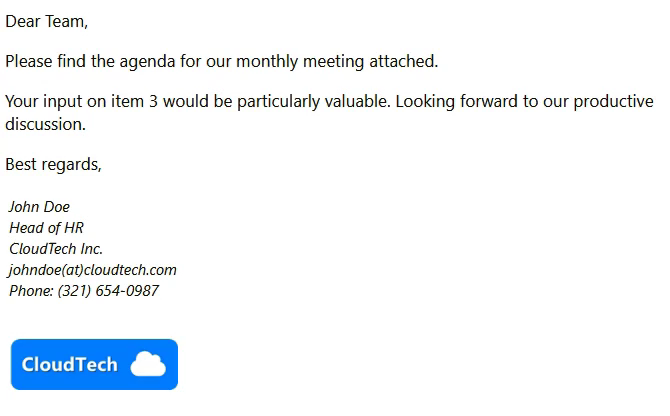 Dear Team,
Please find the agenda for our monthly meeting attached.
Your input on item 3 would be particularly valuable. Looking forward to our productive
discussion.
Best regards,
John Doe
Head of HR
CloudTech Inc.
johndoe(at)cloudtech.com
Phone: (321) 654-0987
CloudTech